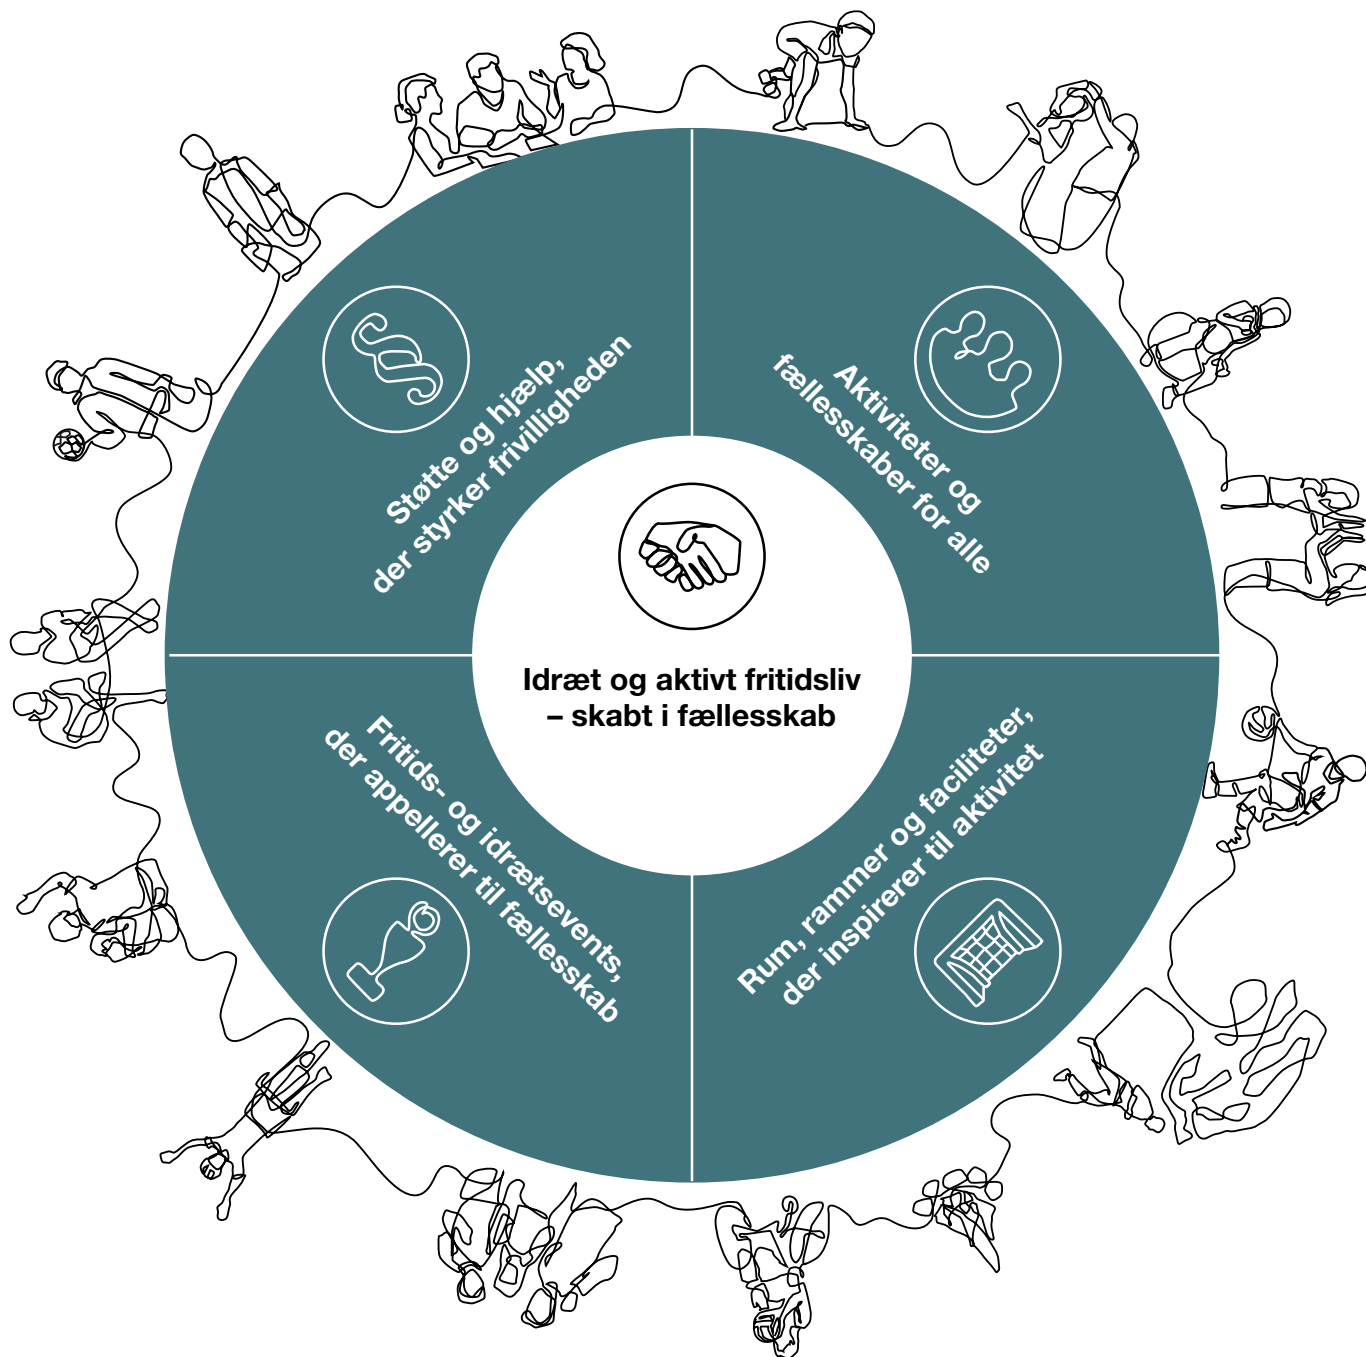 Støtte og hjælp,
der styrker frivilligheden
Aktiviteter og
fællesskaber for alle
Idræt og aktivt fritidsliv
– skabt i fællesskab
Fritids- og idrætsevents,
der appellerer til fællesskab
Rum, rammer og faciliteter,
der inspirerer til aktivitet